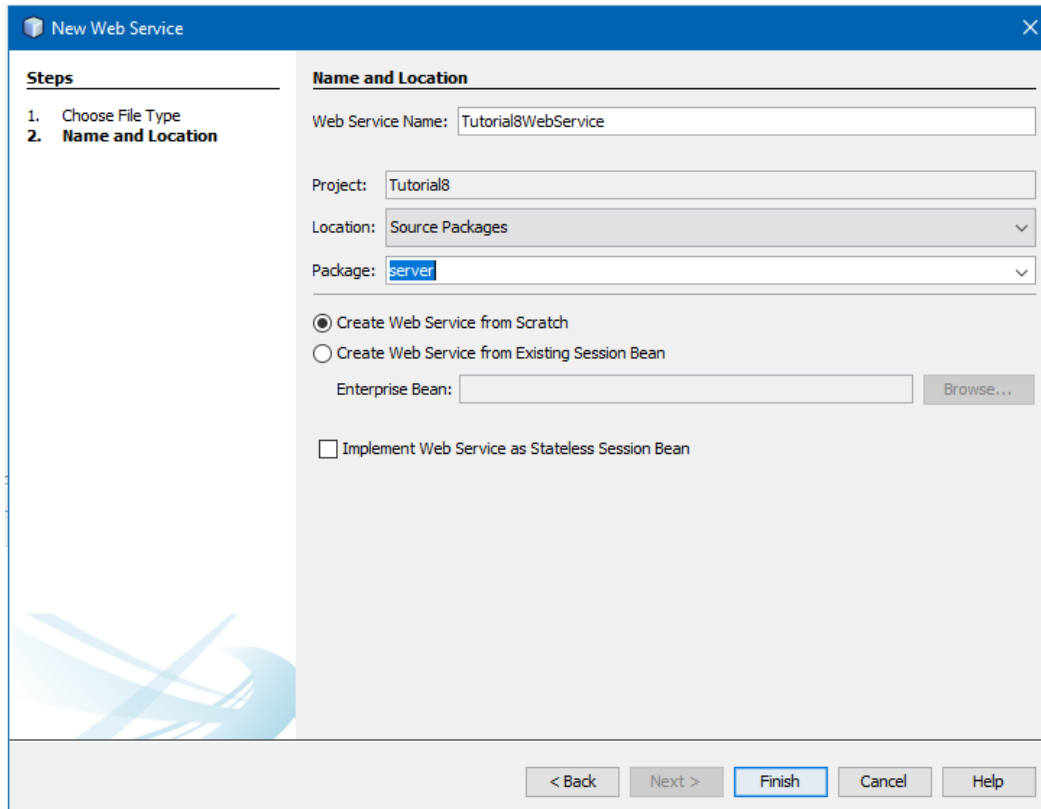 New Web Service
Steps
1. Choose File Type
2. Name and Location
Name and Location
Web Service Name: Tutorial8WebService
Project: Tutorial8
Location: Source Packages
Package: server
Create Web Service from Scratch
Create Web Service from Existing Session Bean
Enterprise Bean: Browse...
Implement Web Service as Stateless Session Bean
< Back Next > Finish Cancel Help